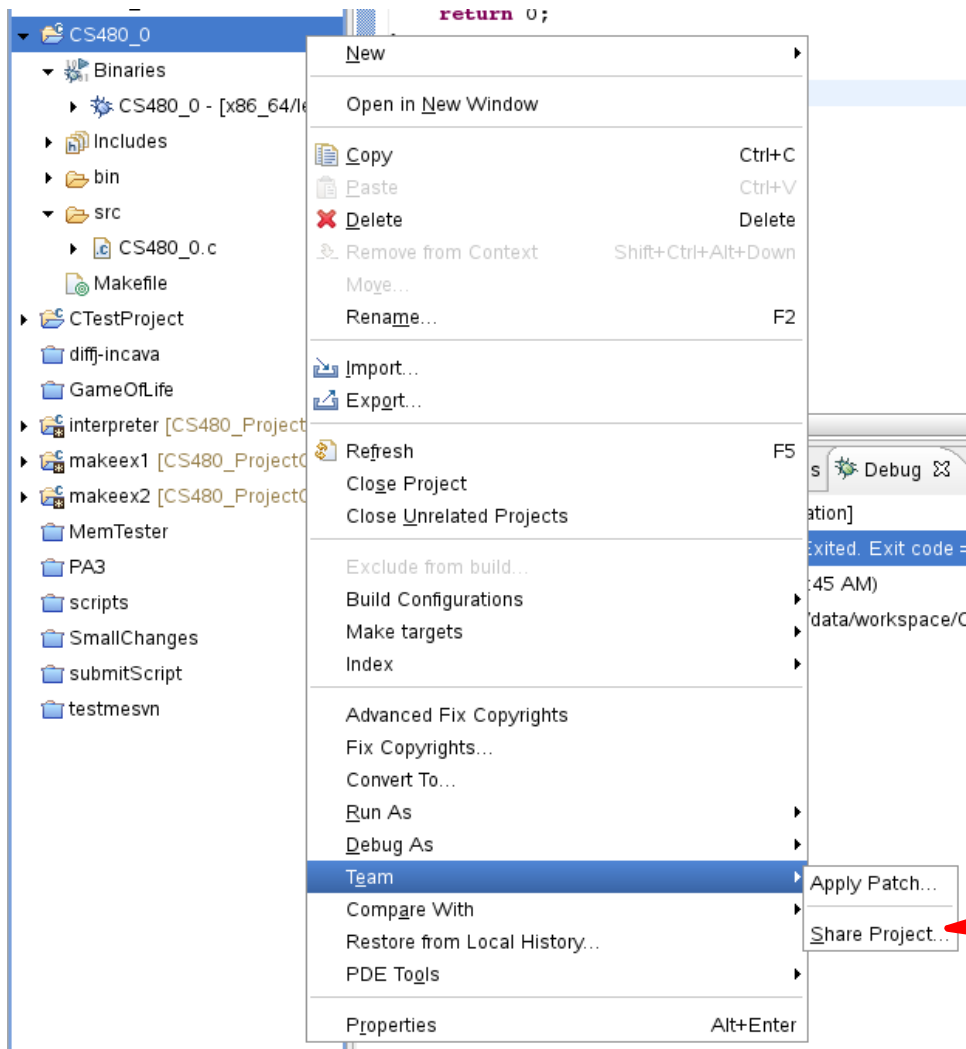 return 0;
CS480_0
Binaries
CS480_0 - [x86_64/le
Includes
bin
src
CS480_0.c
Makefile
CTestProject
diffj-incava
GameOfLife
interpreter [CS480_Project
makeex1 [CS480_ProjectC
makeex2 [CS480_ProjectC
MemTester
PA3
scripts
SmallChanges
submitScript
testmesvn
New
Open in New Window
Copy Ctrl+C
Paste Ctrl+V
Delete Delete
Remove from Context Shift+Ctrl+Alt+Down
Move...
Rename... F2
Import...
Export...
Refresh F5
Close Project
Close Unrelated Projects
Exclude from build...
Build Configurations
Make targets
Index
Advanced Fix Copyrights
Fix Copyrights...
Convert To...
Run As
Debug As
Team
Compare With
Restore from Local History...
PDE Tools
Properties Alt+Enter
Apply Patch...
Share Project...
s Debug
ation]
Exited. Exit code =
:45 AM)
/data/workspace/C